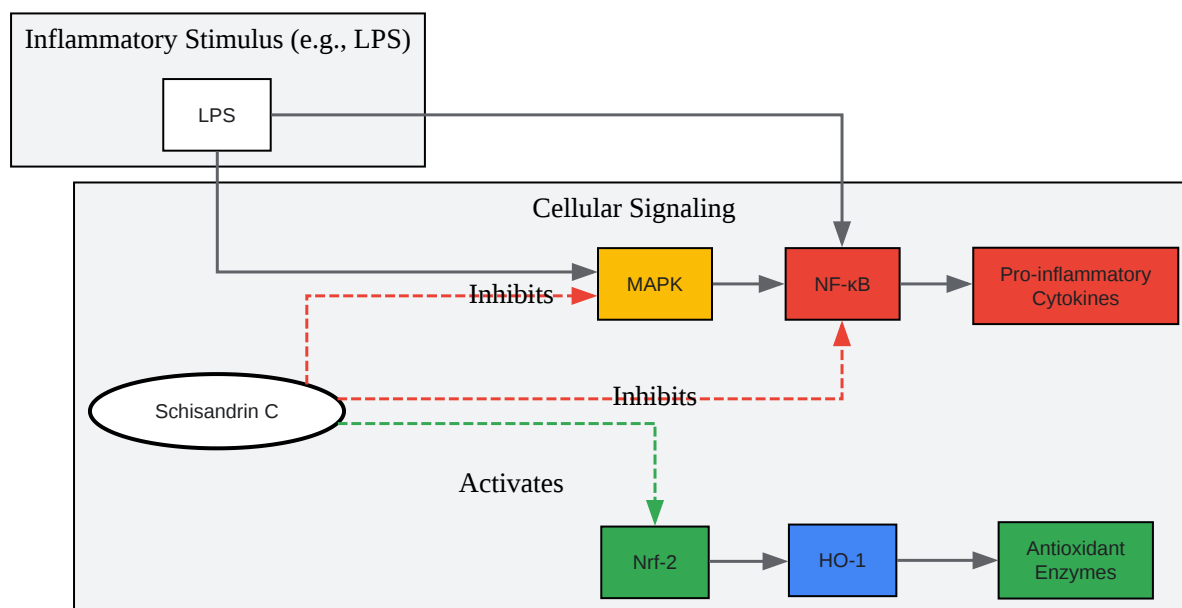 Inflammatory Stimulus (e.g., LPS)
LPS
Cellular Signaling
MAPK
NF-κB
Pro-inflammatory
Cytokines
Inhibits
Inhibits
Schisandrin C
Activates
Nrf-2
HO-1
Antioxidant
Enzymes